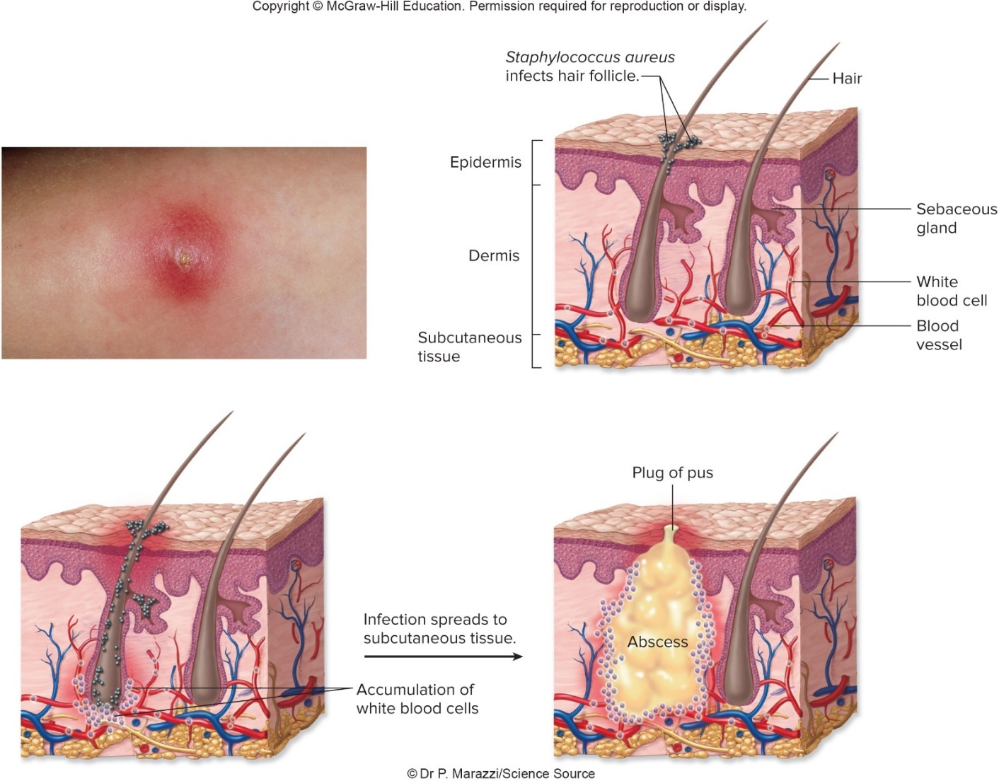 Copyright © McGraw-Hill Education. Permission required for reproduction or display.
Staphylococcus aureus
infects hair follicle.
Hair
Epidermis
Sebaceous
gland
Dermis
White
blood cell
Blood
vessel
Subcutaneous
tissue
Plug of pus
Infection spreads to
subcutaneous tissue.
Abscess
Accumulation of
white blood cells
© Dr P. Marazzi/Science Source